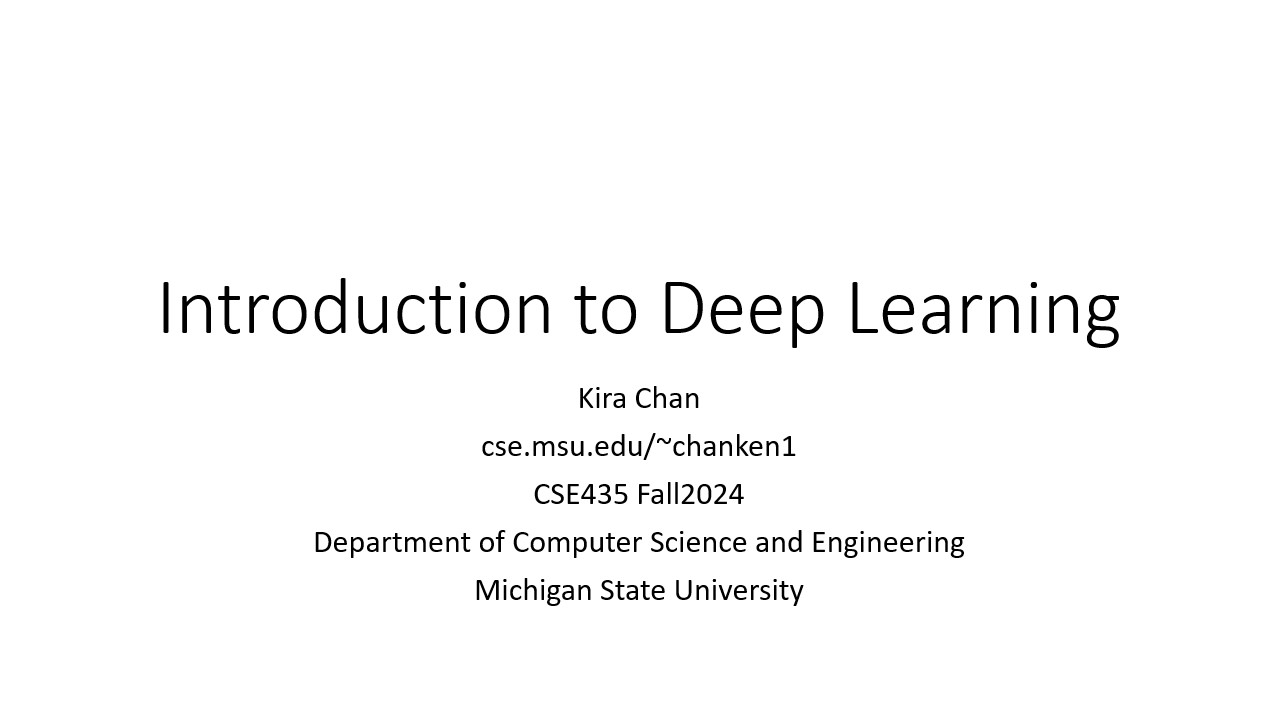 Introduction to Deep Learning
Kira Chan
cse.msu.edu/~chanken1
CSE435 Fall2024
Department of Computer Science and Engineering
Michigan State University